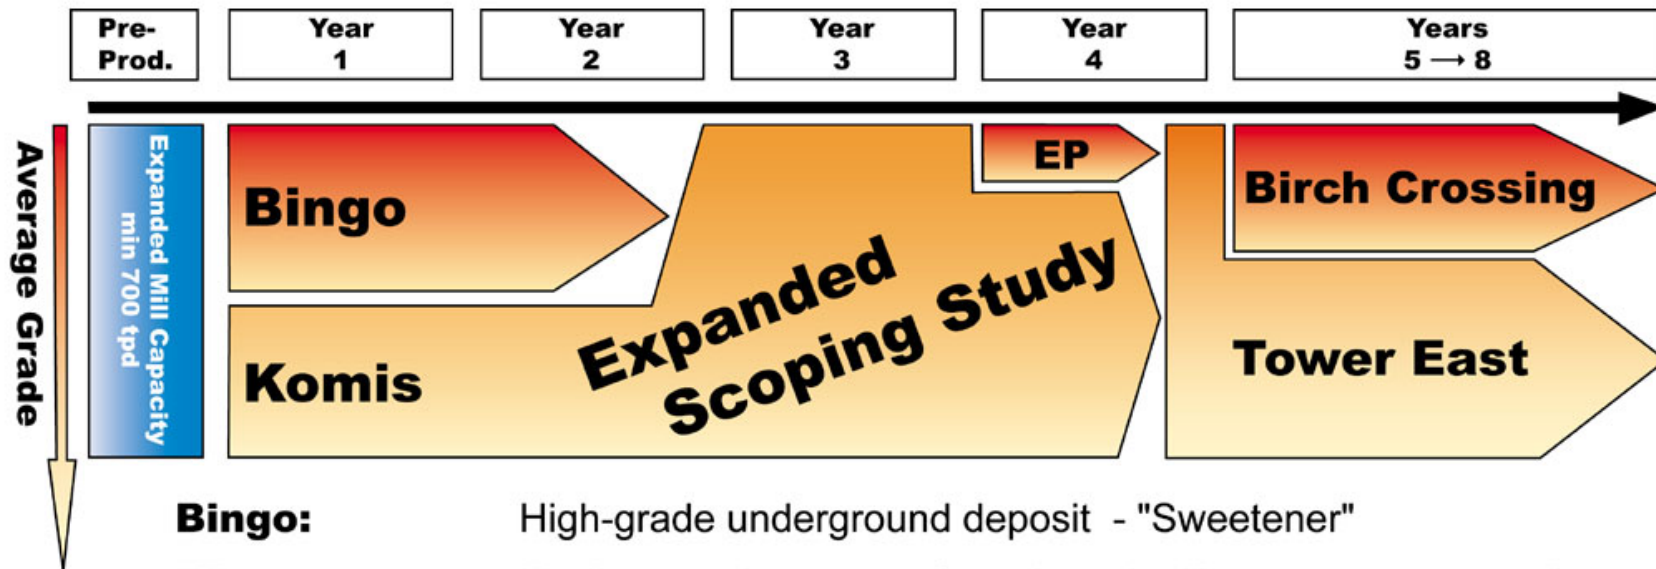 Pre-
Prod.
Year
1
Year
2
Year
3
Year
4
Years
5 → 8
Average Grade
Expanded Mill Capacity
min 700 tpd
Bingo
EP
Birch Crossing
Komis
Expanded
Scoping Study
Tower East
Bingo: High-grade underground deposit - "Sweetener"